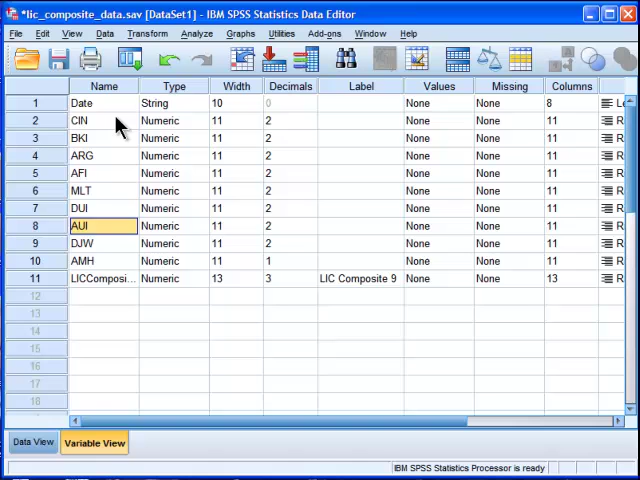 *lic_composite_data.sav [DataSet1] - IBM SPSS Statistics Data Editor
File Edit View Data Transform Analyze Graphs Utilities Add-ons Window Help
Name Type Width Decimals Label Values Missing Columns
1 Date String 10 0 None None 8 Le
2 CIN Numeric 11 2 None None 11 R
3 BKI Numeric 11 2 None None 11 R
4 ARG Numeric 11 2 None None 11 R
5 AFI Numeric 11 2 None None 11 R
6 MLT Numeric 11 2 None None 11 R
7 DUI Numeric 11 2 None None 11 R
8 AUI Numeric 11 2 None None 11 R
9 DJW Numeric 11 2 None None 11 R
10 AMH Numeric 11 1 None None 11 R
11 LICComposi... Numeric 13 3 LIC Composite 9 None None 13 R
12
13
14
15
16
17
18
Data View Variable View
IBM SPSS Statistics Processor is ready